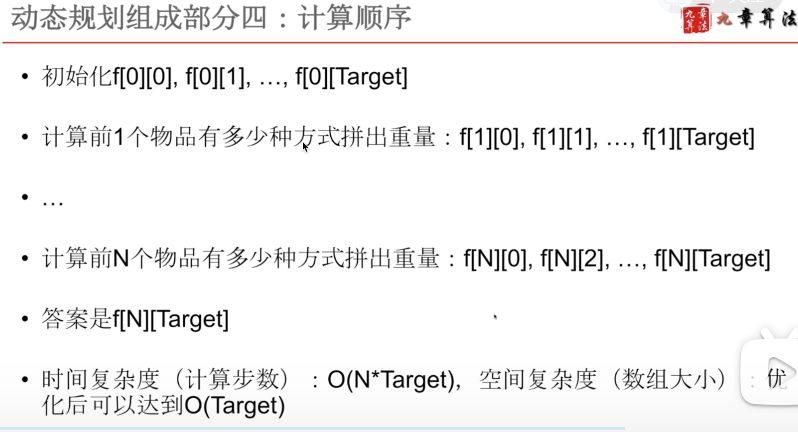 动态规划组成部分四：计算顺序
九章算法
九章算法
• 初始化f[0][0], f[0][1], …, f[0][Target]
• 计算前1个物品有多少种方式拼出重量：f[1][0], f[1][1], …, f[1][Target]
• …
• 计算前N个物品有多少种方式拼出重量：f[N][0], f[N][2], …, f[N][Target]
• 答案是f[N][Target]
• 时间复杂度（计算步数）：O(N*Target)，空间复杂度（数组大小）：优
化后可以达到O(Target)